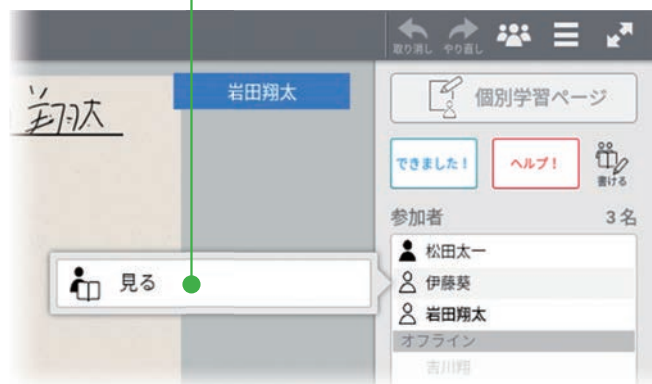 取り消し やり直し
岩田翔太
翔太
個別学習ページ
できました！
ヘルプ！
書ける
参加者 3名
松田太一
見る
伊藤葵
岩田翔太
オフライン
吉川翔